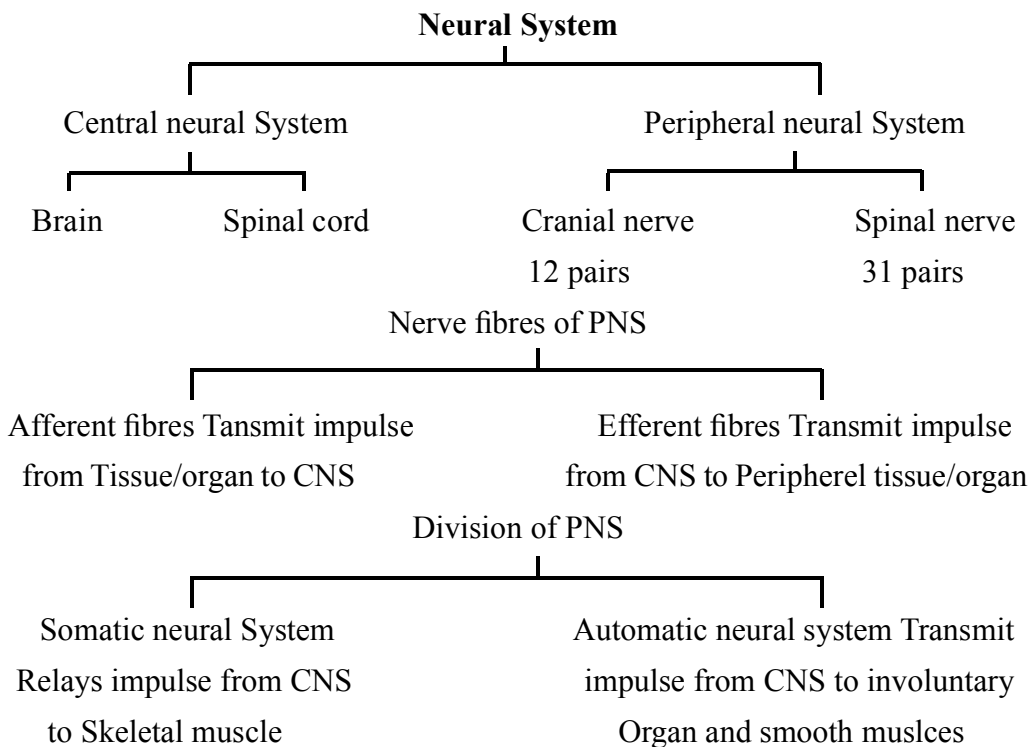 Neural System
Central neural System
Peripheral neural System
Brain
Spinal cord
Cranial nerve
12 pairs
Spinal nerve
31 pairs
Nerve fibres of PNS
Afferent fibres Tansmit impulse
from Tissue/organ to CNS
Efferent fibres Transmit impulse
from CNS to Peripherel tissue/organ
Division of PNS
Somatic neural System
Relays impulse from CNS
to Skeletal muscle
Automatic neural system Transmit
impulse from CNS to involuntary
Organ and smooth muslces